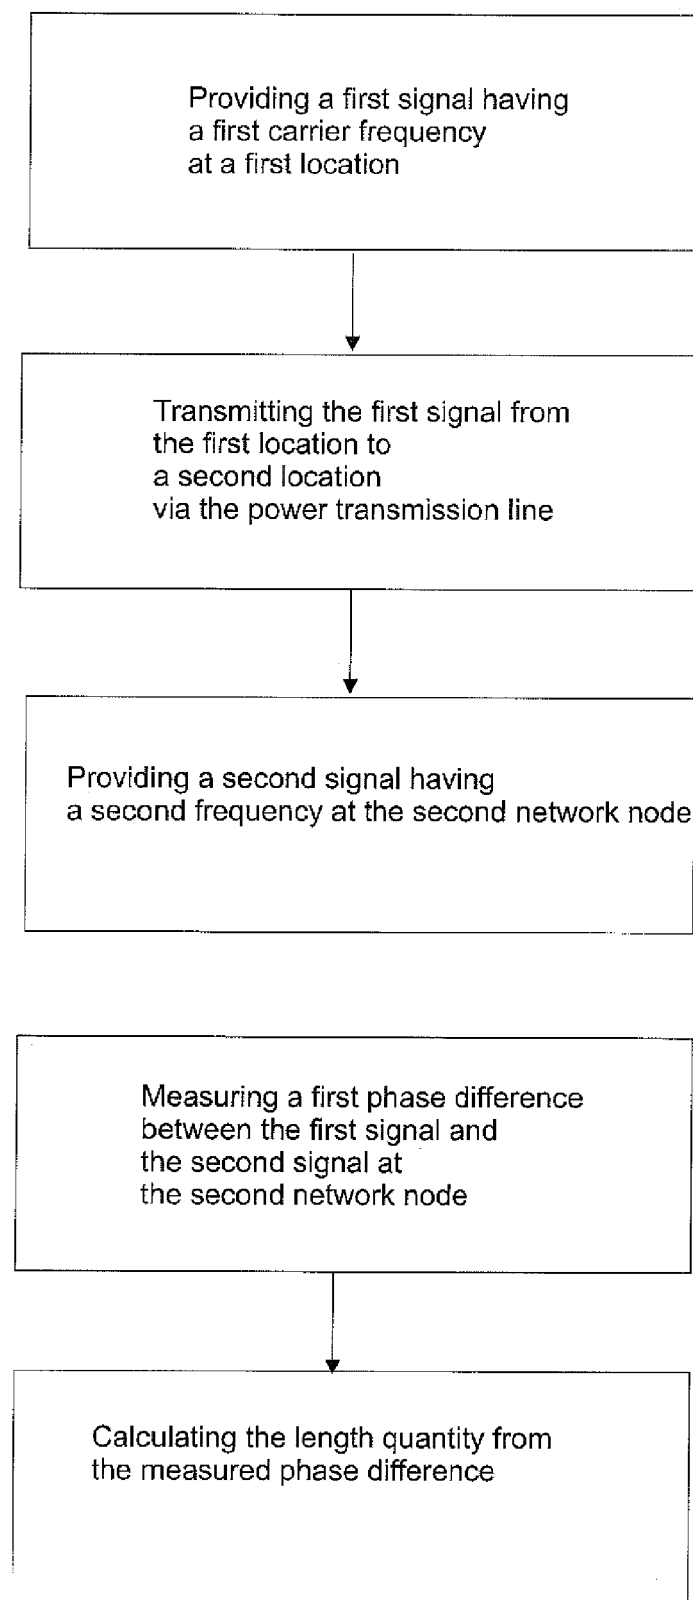 Providing a first signal having
a first carrier frequency
at a first location
Transmitting the first signal from
the first location to
a second location
via the power transmission line
Providing a second signal having
a second frequency at the second network node
Measuring a first phase difference
between the first signal and
the second signal at
the second network node
Calculating the length quantity from
the measured phase difference